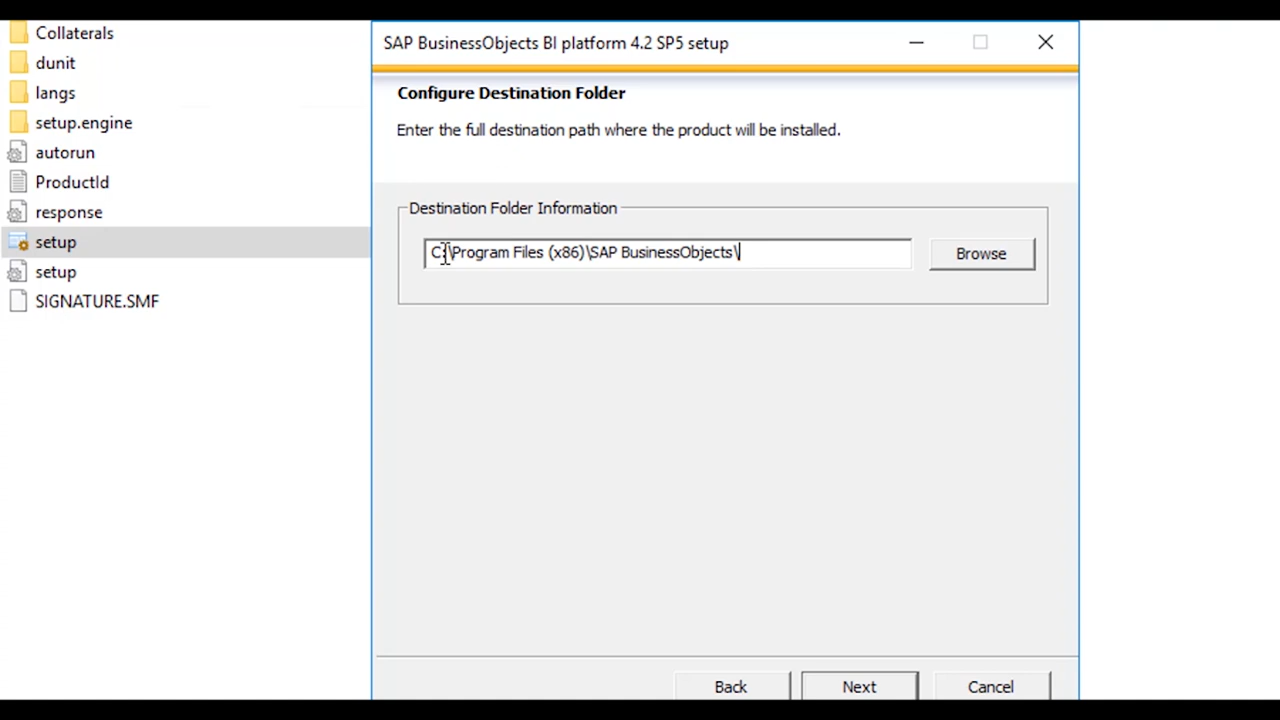 Collaterals
dunit
langs
setup.engine
autorun
ProductId
response
setup
setup
SIGNATURE.SMF
SAP BusinessObjects BI platform 4.2 SP5 setup
Configure Destination Folder
Enter the full destination path where the product will be installed.
Destination Folder Information
C:\Program Files (x86)\SAP BusinessObjects\
Browse
Back
Next
Cancel